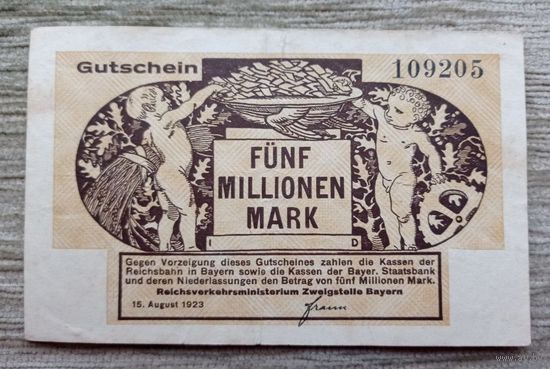 Gutschein 109205
FÜNF
MILLIONEN
MARK
I D
Gegen Vorzeigung dieses Gutscheines zahlen die Kassen der
Reichsbahn in Bayern sowie die Kassen der Bayer. Staatsbank
und deren Niederlassungen den Betrag von fünf Millionen Mark.
Reichsverkehrsministerium Zweigstelle Bayern
15. August 1923